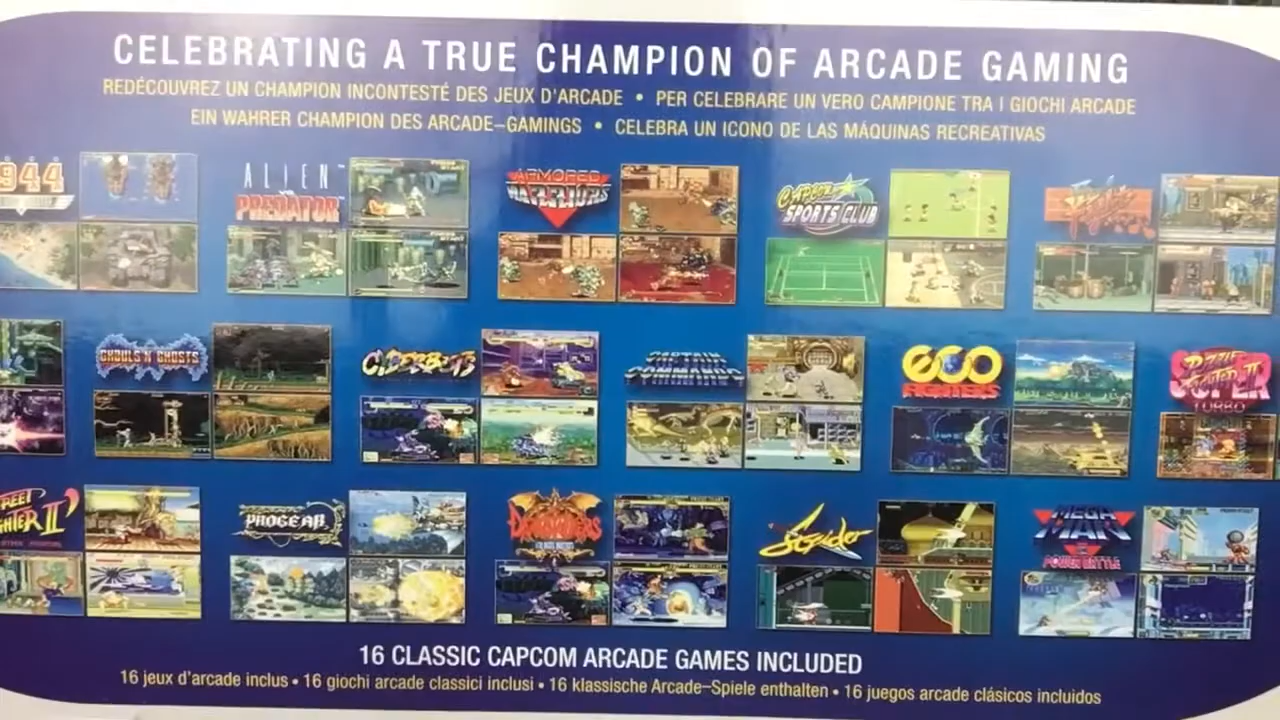 CELEBRATING A TRUE CHAMPION OF ARCADE GAMING
REDÉCOUVREZ UN CHAMPION INCONTESTÉ DES JEUX D'ARCADE • PER CELEBRARE UN VERO CAMPIONE TRA I GIOCHI ARCADE
EIN WAHRER CHAMPION DES ARCADE–GAMINGS • CELEBRA UN ICONO DE LAS MÁQUINAS RECREATIVAS
944
ALIEN™
PREDATOR
ARMORED
WARRIORS
CAPCOM
SPORTS CLUB
GHOULS'N GHOSTS
CYBERBOTS
CAPTAIN
COMMANDO
ECO
FIGHTERS
PUZZLE
FIGHTER II
SUPER
TURBO
REET
GHTER II'
PROGEAR
DARKSTALKERS
Strider
MEGA
MAN
POWER BATTLE
16 CLASSIC CAPCOM ARCADE GAMES INCLUDED
16 jeux d'arcade inclus • 16 giochi arcade classici inclusi • 16 klassische Arcade–Spiele enthalten • 16 juegos arcade clásicos incluidos